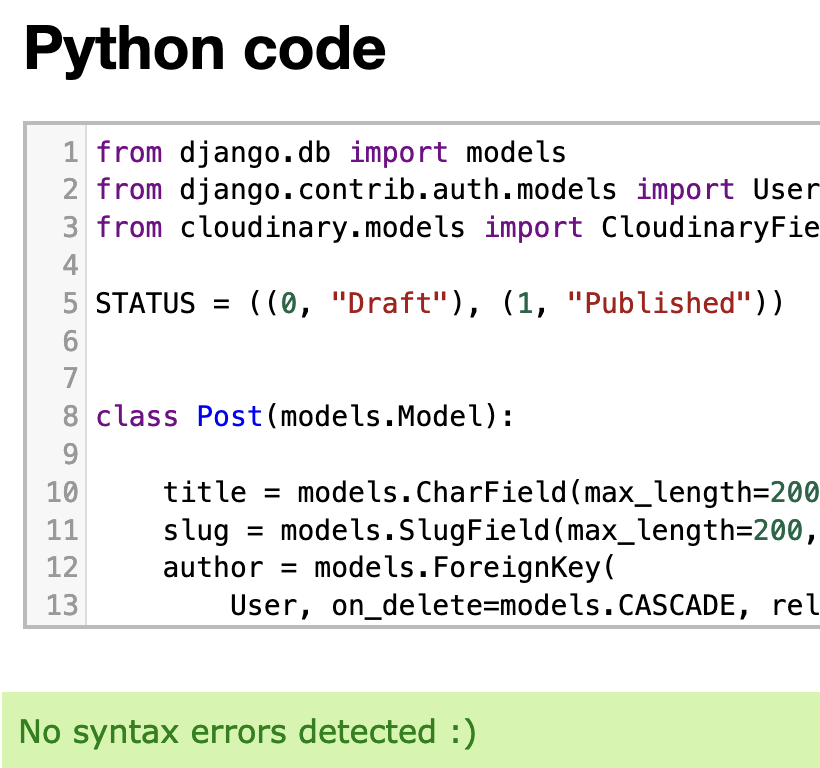 Python code
1 from django.db import models
2 from django.contrib.auth.models import User
3 from cloudinary.models import CloudinaryFie
4
5 STATUS = ((0, "Draft"), (1, "Published"))
6
7
8 class Post(models.Model):
9
10     title = models.CharField(max_length=200
11     slug = models.SlugField(max_length=200,
12     author = models.ForeignKey(
13         User, on_delete=models.CASCADE, rel
No syntax errors detected :)